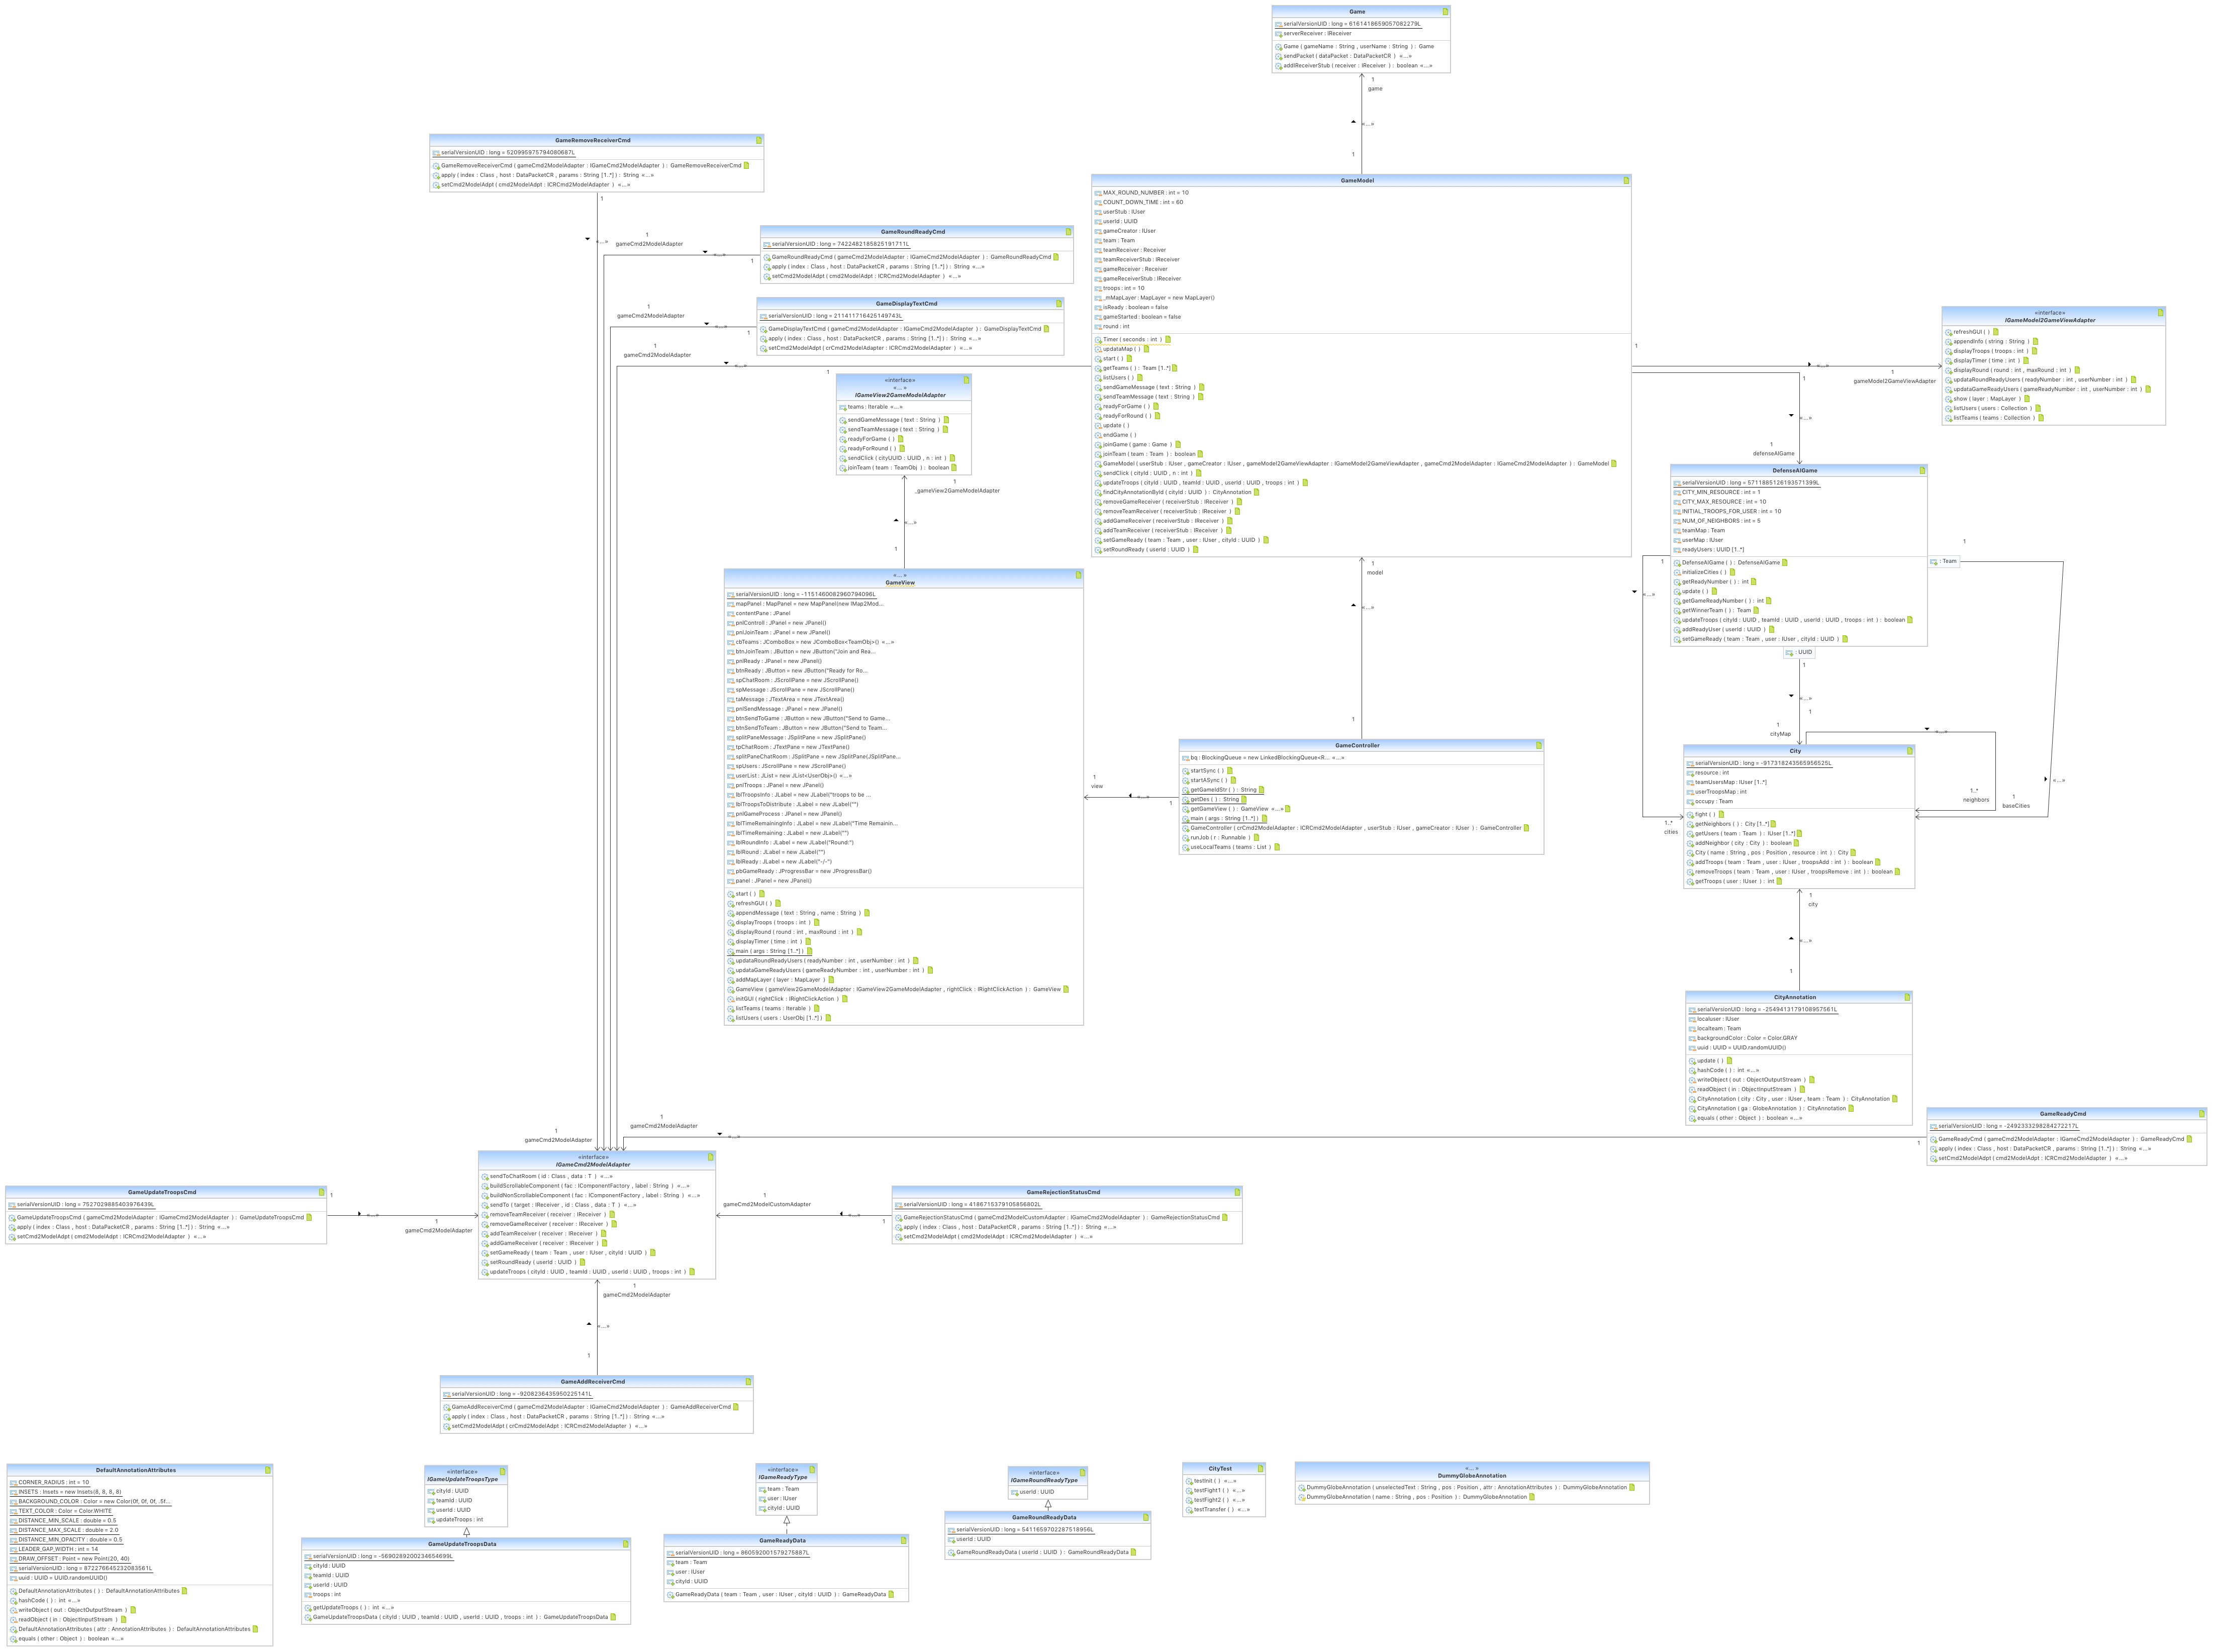 Game
serialVersionUID : long = 6161418659057082279L
serverReceiver : IReceiver
Game ( gameName : String , userName : String ) : Game
sendPacket ( dataPacket : DataPacketCR ) «...»
addIReceiverStub ( receiver : IReceiver ) : boolean «...»
1
game
«...»
1
GameRemoveReceiverCmd
serialVersionUID : long = 520995975794080687L
GameRemoveReceiverCmd ( gameCmd2ModelAdapter : IGameCmd2ModelAdapter ) : GameRemoveReceiverCmd
apply ( index : Class , host : DataPacketCR , params : String [1..*] ) : String «...»
setCmd2ModelAdpt ( cmd2ModelAdpt : ICRCmd2ModelAdapter ) «...»
1
«...»
1
gameCmd2ModelAdapter
GameRoundReadyCmd
serialVersionUID : long = 7422482185825191711L
GameRoundReadyCmd ( gameCmd2ModelAdapter : IGameCmd2ModelAdapter ) : GameRoundReadyCmd
apply ( index : Class , host : DataPacketCR , params : String [1..*] ) : String «...»
setCmd2ModelAdpt ( cmd2ModelAdpt : ICRCmd2ModelAdapter ) «...»
«...»
1
1
gameCmd2ModelAdapter
GameDisplayTextCmd
serialVersionUID : long = 2114117164251497​43L
GameDisplayTextCmd ( gameCmd2ModelAdapter : IGameCmd2ModelAdapter ) : GameDisplayTextCmd
apply ( index : Class , host : DataPacketCR , params : String [1..*] ) : String «...»
setCmd2ModelAdpt ( crCmd2ModelAdapter : ICRCmd2ModelAdapter ) «...»
«...»
1
1
gameCmd2ModelAdapter
«...»
1
GameModel
MAX_ROUND_NUMBER : int = 10
COUNT_DOWN_TIME : int = 60
userStub : IUser
userId : UUID
gameCreator : IUser
team : Team
teamReceiver : Receiver
teamReceiverStub : IReceiver
gameReceiver : Receiver
gameReceiverStub : IReceiver
troops : int = 10
_mMapLayer : MapLayer = new MapLayer()
isReady : boolean = false
gameStarted : boolean = false
round : int
Timer ( seconds : int )
updataMap ( )
start ( )
getTeams ( ) : Team [1..*]
listUsers ( )
sendGameMessage ( text : String )
sendTeamMessage ( text : String )
readyForGame ( )
readyForRound ( )
update ( )
endGame ( )
joinGame ( game : Game )
joinTeam ( team : Team ) : boolean
GameModel ( userStub : IUser , gameCreator : IUser , gameModel2GameViewAdapter : IGameModel2GameViewAdapter , gameCmd2ModelAdapter : IGameCmd2ModelAdapter ) : GameModel
sendClick ( cityId : UUID , n : int )
updateTroops ( cityId : UUID , teamId : UUID , userId : UUID , troops : int )
findCityAnnotationById ( cityId : UUID ) : CityAnnotation
removeGameReceiver ( receiverStub : IReceiver )
removeTeamReceiver ( receiverStub : IReceiver )
addGameReceiver ( receiverStub : IReceiver )
addTeamReceiver ( receiverStub : IReceiver )
setGameReady ( team : Team , user : IUser , cityId : UUID )
setRoundReady ( userId : UUID )
1
«...»
1
gameModel2GameViewAdapter
«interface»
IGameModel2GameViewAdapter
refreshGUI ( )
appendInfo ( string : String )
displayTroops ( troops : int )
displayTimer ( time : int )
displayRound ( round : int , maxRound : int )
updataRoundReadyUsers ( readyNumber : int , userNumber : int )
updataGameReadyUsers ( gameReadyNumber : int , userNumber : int )
show ( layer : MapLayer )
listUsers ( users : Collection )
listTeams ( teams : Collection )
1
«...»
1
defenseAIGame
«interface»
«... »
IGameView2GameModelAdapter
teams : Iterable «...»
sendGameMessage ( text : String )
sendTeamMessage ( text : String )
readyForGame ( )
readyForRound ( )
sendClick ( cityUUID : UUID , n : int )
joinTeam ( team : TeamObj ) : boolean
1
_gameView2GameModelAdapter
«...»
1
DefenseAIGame
serialVersionUID : long = 5711885126193571399L
CITY_MIN_RESOURCE : int = 1
CITY_MAX_RESOURCE : int = 10
INITIAL_TROOPS_FOR_USER : int = 10
NUM_OF_NEIGHBORS : int = 5
teamMap : Team
userMap : IUser
readyUsers : UUID [1..*]
DefenseAIGame ( ) : DefenseAIGame
initializeCities ( )
getReadyNumber ( ) : int
update ( )
getGameReadyNumber ( ) : int
getWinnerTeam ( ) : Team
updateTroops ( cityId : UUID , teamId : UUID , userId : UUID , troops : int ) : boolean
addReadyUser ( userId : UUID )
setGameReady ( team : Team , user : IUser , cityId : UUID )
1
: Team
: UUID
1
«...»
1
cityMap
1
«...»
1..*
cities
«...»
1
baseCities
«...»
1..*
neighbors
«... »
GameView
serialVersionUID : long = -1151460082960794096L
mapPanel : MapPanel = new MapPanel(new IMap2Mod...
contentPane : JPanel
pnlControll : JPanel = new JPanel()
pnlJoinTeam : JPanel = new JPanel()
cbTeams : JComboBox = new JComboBox<TeamObj>() «...»
btnJoinTeam : JButton = new JButton("Join and Rea...
pnlReady : JPanel = new JPanel()
btnReady : JButton = new JButton("Ready for Ro...
spChatRoom : JScrollPane = new JScrollPane()
spMessage : JScrollPane = new JScrollPane()
taMessage : JTextArea = new JTextArea()
pnlSendMessage : JPanel = new JPanel()
btnSendToGame : JButton = new JButton("Send to Game...
btnSendToTeam : JButton = new JButton("Send to Team...
splitPaneMessage : JSplitPane = new JSplitPane()
tpChatRoom : JTextPane = new JTextPane()
splitPaneChatRoom : JSplitPane = new JSplitPane(JSplitPane...
spUsers : JScrollPane = new JScrollPane()
userList : JList = new JList<UserObj>() «...»
pnlTroops : JPanel = new JPanel()
lblTroopsInfo : JLabel = new JLabel("troops to be ...
lblTroopsToDistribute : JLabel = new JLabel("")
pnlGameProcess : JPanel = new JPanel()
lblTimeRemainingInfo : JLabel = new JLabel("Time Remainin...
lblTimeRemaining : JLabel = new JLabel("")
lblRoundInfo : JLabel = new JLabel("Round:")
lblRound : JLabel = new JLabel("")
lblReady : JLabel = new JLabel("-/-")
pbGameReady : JProgressBar = new JProgressBar()
panel : JPanel = new JPanel()
start ( )
refreshGUI ( )
appendMessage ( text : String , name : String )
displayTroops ( troops : int )
displayRound ( round : int , maxRound : int )
displayTimer ( time : int )
main ( args : String [1..*] )
updataRoundReadyUsers ( readyNumber : int , userNumber : int )
updataGameReadyUsers ( gameReadyNumber : int , userNumber : int )
addMapLayer ( layer : MapLayer )
GameView ( gameView2GameModelAdapter : IGameView2GameModelAdapter , rightClick : IRightClickAction ) : GameView
initGUI ( rightClick : IRightClickAction )
listTeams ( teams : Iterable )
listUsers ( users : UserObj [1..*] )
1
model
«...»
1
1
view
«...»
1
GameController
bq : BlockingQueue = new LinkedBlockingQueue<R... «...»
startSync ( )
startASync ( )
getGameIdStr ( ) : String
getDes ( ) : String
getGameView ( ) : GameView «...»
main ( args : String [1..*] )
GameController ( crCmd2ModelAdapter : ICRCmd2ModelAdapter , userStub : IUser , gameCreator : IUser ) : GameController
runJob ( r : Runnable )
useLocalTeams ( teams : List )
City
serialVersionUID : long = -917318243565956525L
resource : int
teamUsersMap : IUser [1..*]
userTroopsMap : int
occupy : Team
fight ( )
getNeighbors ( ) : City [1..*]
getUsers ( team : Team ) : IUser [1..*]
addNeighbor ( city : City ) : boolean
City ( name : String , pos : Position , resource : int ) : City
addTroops ( team : Team , user : IUser , troopsAdd : int ) : boolean
removeTroops ( team : Team , user : IUser , troopsRemove : int ) : boolean
getTroops ( user : IUser ) : int
1
city
«...»
1
CityAnnotation
serialVersionUID : long = -2549413179108957561L
localuser : IUser
localteam : Team
backgroundColor : Color = Color.GRAY
uuid : UUID = UUID.randomUUID()
update ( )
hashCode ( ) : int «...»
writeObject ( out : ObjectOutputStream )
readObject ( in : ObjectInputStream )
CityAnnotation ( city : City , user : IUser , team : Team ) : CityAnnotation
CityAnnotation ( ga : GlobeAnnotation ) : CityAnnotation
equals ( other : Object ) : boolean «...»
GameReadyCmd
serialVersionUID : long = -2492333298284272217L
GameReadyCmd ( gameCmd2ModelAdapter : IGameCmd2ModelAdapter ) : GameReadyCmd
apply ( index : Class , host : DataPacketCR , params : String [1..*] ) : String «...»
setCmd2ModelAdpt ( cmd2ModelAdpt : ICRCmd2ModelAdapter ) «...»
1
gameCmd2ModelAdapter
«...»
1
«interface»
IGameCmd2ModelAdapter
sendToChatRoom ( id : Class , data : T ) «...»
buildScrollableComponent ( fac : IComponentFactory , label : String ) «...»
buildNonScrollableComponent ( fac : IComponentFactory , label : String ) «...»
sendTo ( target : IReceiver , id : Class , data : T ) «...»
removeTeamReceiver ( receiver : IReceiver )
removeGameReceiver ( receiver : IReceiver )
addTeamReceiver ( receiver : IReceiver )
addGameReceiver ( receiver : IReceiver )
setGameReady ( team : Team , user : IUser , cityId : UUID )
setRoundReady ( userId : UUID )
updateTroops ( cityId : UUID , teamId : UUID , userId : UUID , troops : int )
GameUpdateTroopsCmd
serialVersionUID : long = 7527029885403976439L
GameUpdateTroopsCmd ( gameCmd2ModelAdapter : IGameCmd2ModelAdapter ) : GameUpdateTroopsCmd
apply ( index : Class , host : DataPacketCR , params : String [1..*] ) : String «...»
setCmd2ModelAdpt ( cmd2ModelAdpt : ICRCmd2ModelAdapter ) «...»
1
«...»
1
gameCmd2ModelAdapter
1
gameCmd2ModelCustomAdapter
«...»
1
GameRejectionStatusCmd
serialVersionUID : long = 4186715379105856802L
GameRejectionStatusCmd ( gameCmd2ModelCustomAdapter : IGameCmd2ModelAdapter ) : GameRejectionStatusCmd
apply ( index : Class , host : DataPacketCR , params : String [1..*] ) : String «...»
setCmd2ModelAdpt ( cmd2ModelAdpt : ICRCmd2ModelAdapter ) «...»
1
gameCmd2ModelAdapter
«...»
1
GameAddReceiverCmd
serialVersionUID : long = -9208236435950225141L
GameAddReceiverCmd ( gameCmd2ModelAdapter : IGameCmd2ModelAdapter ) : GameAddReceiverCmd
apply ( index : Class , host : DataPacketCR , params : String [1..*] ) : String «...»
setCmd2ModelAdpt ( crCmd2ModelAdpt : ICRCmd2ModelAdapter ) «...»
DefaultAnnotationAttributes
CORNER_RADIUS : int = 10
INSETS : Insets = new Insets(8, 8, 8, 8)
BACKGROUND_COLOR : Color = new Color(0f, 0f, 0f, .5f...
TEXT_COLOR : Color = Color.WHITE
DISTANCE_MIN_SCALE : double = 0.5
DISTANCE_MAX_SCALE : double = 2.0
DISTANCE_MIN_OPACITY : double = 0.5
LEADER_GAP_WIDTH : int = 14
DRAW_OFFSET : Point = new Point(20, 40)
serialVersionUID : long = 872276645232083561L
uuid : UUID = UUID.randomUUID()
DefaultAnnotationAttributes ( ) : DefaultAnnotationAttributes
hashCode ( ) : int «...»
writeObject ( out : ObjectOutputStream )
readObject ( in : ObjectInputStream )
DefaultAnnotationAttributes ( attr : AnnotationAttributes ) : DefaultAnnotationAttributes
equals ( other : Object ) : boolean «...»
«interface»
IGameUpdateTroopsType
cityId : UUID
teamId : UUID
userId : UUID
updateTroops : int
GameUpdateTroopsData
serialVersionUID : long = -5690289200234654699L
cityId : UUID
teamId : UUID
userId : UUID
troops : int
getUpdateTroops ( ) : int «...»
GameUpdateTroopsData ( cityId : UUID , teamId : UUID , userId : UUID , troops : int ) : GameUpdateTroopsData
«interface»
IGameReadyType
team : Team
user : IUser
cityId : UUID
GameReadyData
serialVersionUID : long = 860592001579275887L
team : Team
user : IUser
cityId : UUID
GameReadyData ( team : Team , user : IUser , cityId : UUID ) : GameReadyData
«interface»
IGameRoundReadyType
userId : UUID
GameRoundReadyData
serialVersionUID : long = 5411659702287518956L
userId : UUID
GameRoundReadyData ( userId : UUID ) : GameRoundReadyData
CityTest
testInit ( ) «...»
testFight1 ( ) «...»
testFight2 ( ) «...»
testTransfer ( ) «...»
«... »
DummyGlobeAnnotation
DummyGlobeAnnotation ( unselectedText : String , pos : Position , attr : AnnotationAttributes ) : DummyGlobeAnnotation
DummyGlobeAnnotation ( name : String , pos : Position ) : DummyGlobeAnnotation